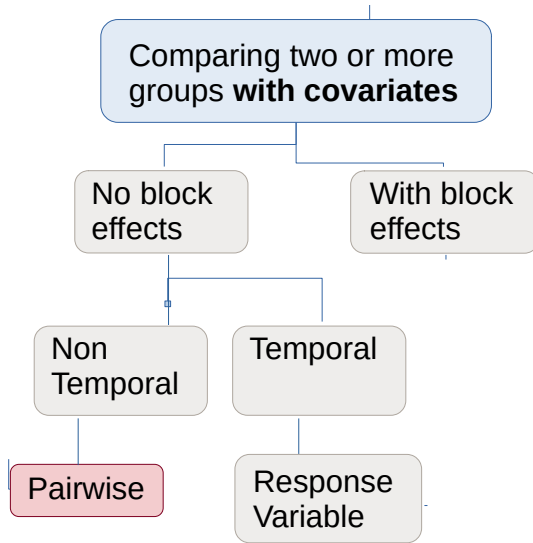 Comparing two or more
groups with covariates
No block
effects
With block
effects
Non
Temporal
Temporal
Pairwise
Response
Variable